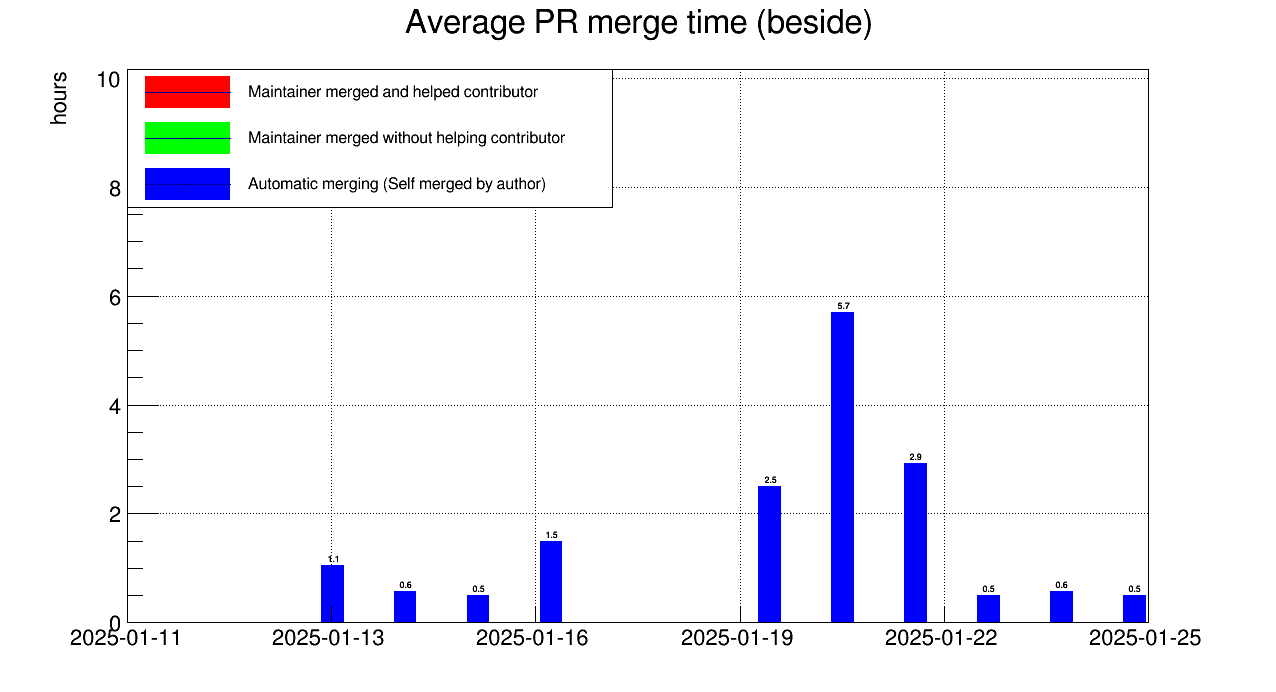 Average PR merge time (beside)
hours
10
8
6
4
2
0
Maintainer merged and helped contributor
Maintainer merged without helping contributor
Automatic merging (Self merged by author)
1.1
0.6
0.5
1.5
2.5
5.7
2.9
0.5
0.6
0.5
2025-01-11 2025-01-13 2025-01-16 2025-01-19 2025-01-22 2025-01-25